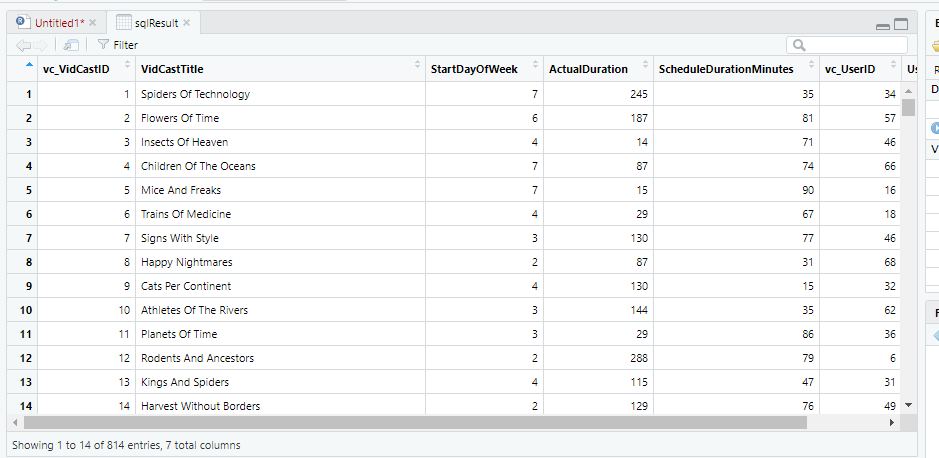 Untitled1* sqlResult
Filter
vc_VidCastID VidCastTitle StartDayOfWeek ActualDuration ScheduleDurationMinutes vc_UserID Us
1 1 Spiders Of Technology 7 245 35 34
2 2 Flowers Of Time 6 187 81 57
3 3 Insects Of Heaven 4 14 71 46
4 4 Children Of The Oceans 7 87 74 66
5 5 Mice And Freaks 7 15 90 16
6 6 Trains Of Medicine 4 29 67 18
7 7 Signs With Style 3 130 77 46
8 8 Happy Nightmares 2 87 31 68
9 9 Cats Per Continent 4 130 15 32
10 10 Athletes Of The Rivers 3 144 35 62
11 11 Planets Of Time 3 29 86 36
12 12 Rodents And Ancestors 2 288 79 6
13 13 Kings And Spiders 4 115 47 31
14 14 Harvest Without Borders 2 129 76 49
Showing 1 to 14 of 814 entries, 7 total columns